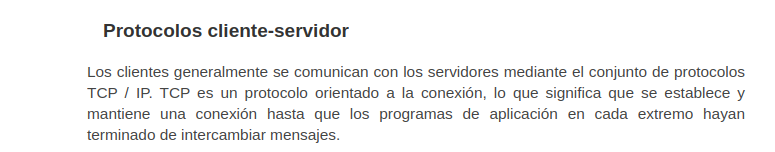 Protocolos cliente-servidor
Los clientes generalmente se comunican con los servidores mediante el conjunto de protocolos
TCP / IP. TCP es un protocolo orientado a la conexión, lo que significa que se establece y
mantiene una conexión hasta que los programas de aplicación en cada extremo hayan
terminado de intercambiar mensajes.